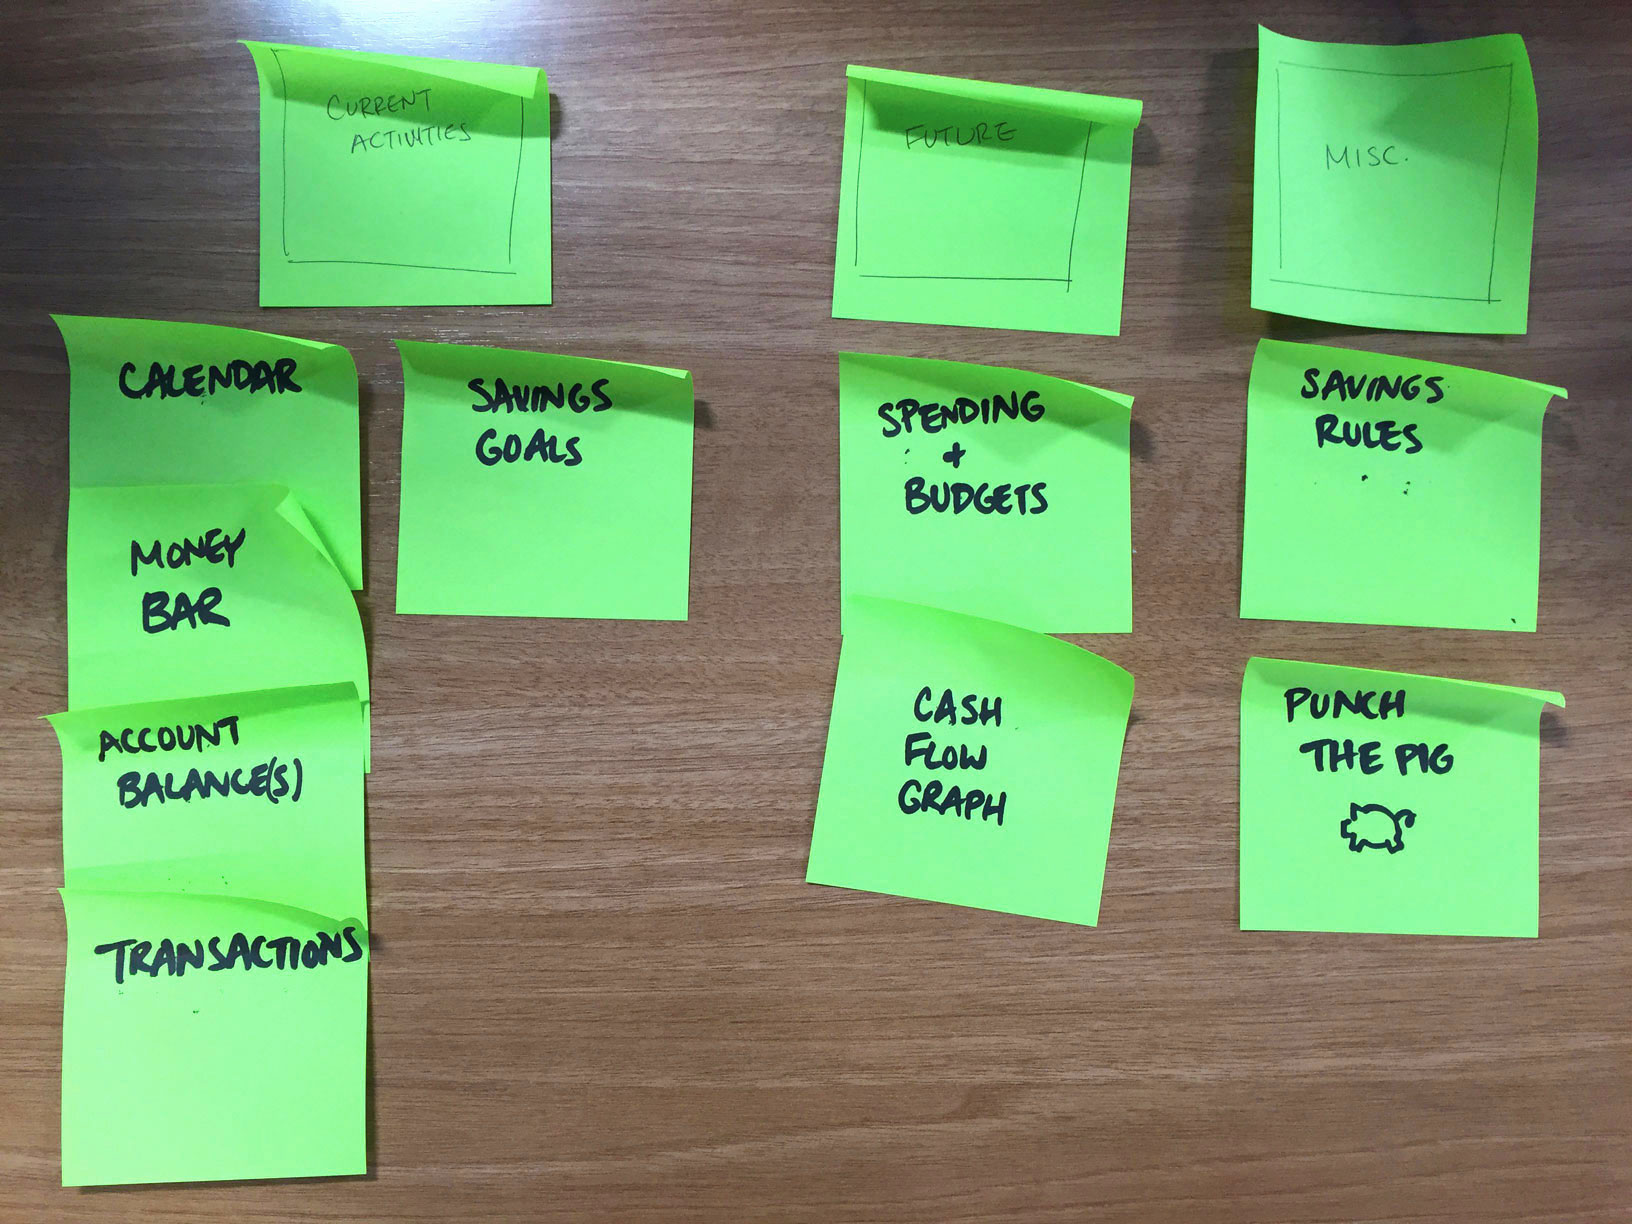 CURRENT
ACTIVITIES
FUTURE
MISC.
CALENDAR
MONEY
BAR
ACCOUNT
BALANCE(S)
TRANSACTIONS
SAVINGS
GOALS
SPENDING
+
BUDGETS
CASH
FLOW
GRAPH
SAVINGS
RULES
PUNCH
THE PIG